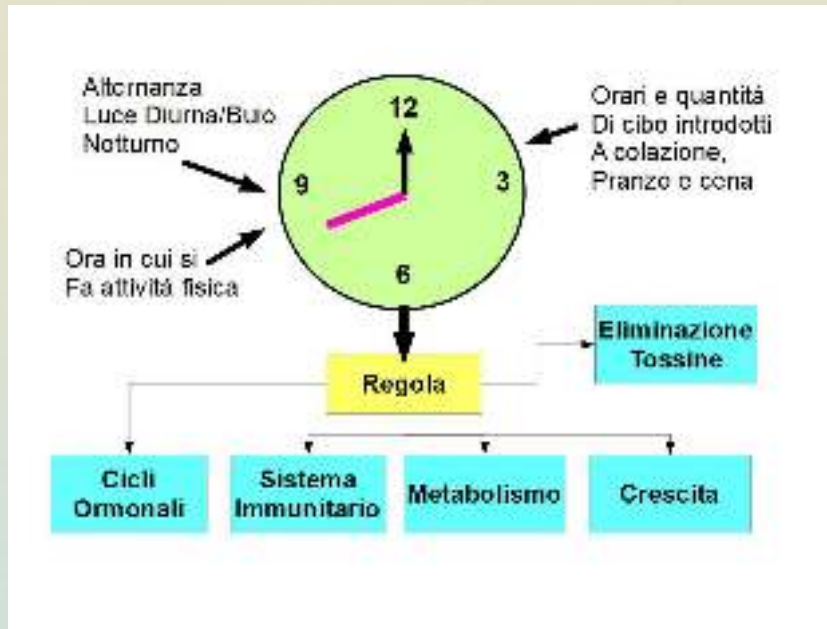 Alternanza
Luce Diurna/Buio
Notturno
Orari e quantità
Di cibo introdotti
A colazione,
Pranzo e cena
12
9
3
6
Ora in cui si
Fa attività fisica
Eliminazione
Tossine
Regola
Cicli
Ormonali
Sistema
Immunitario
Metabolismo
Crescita